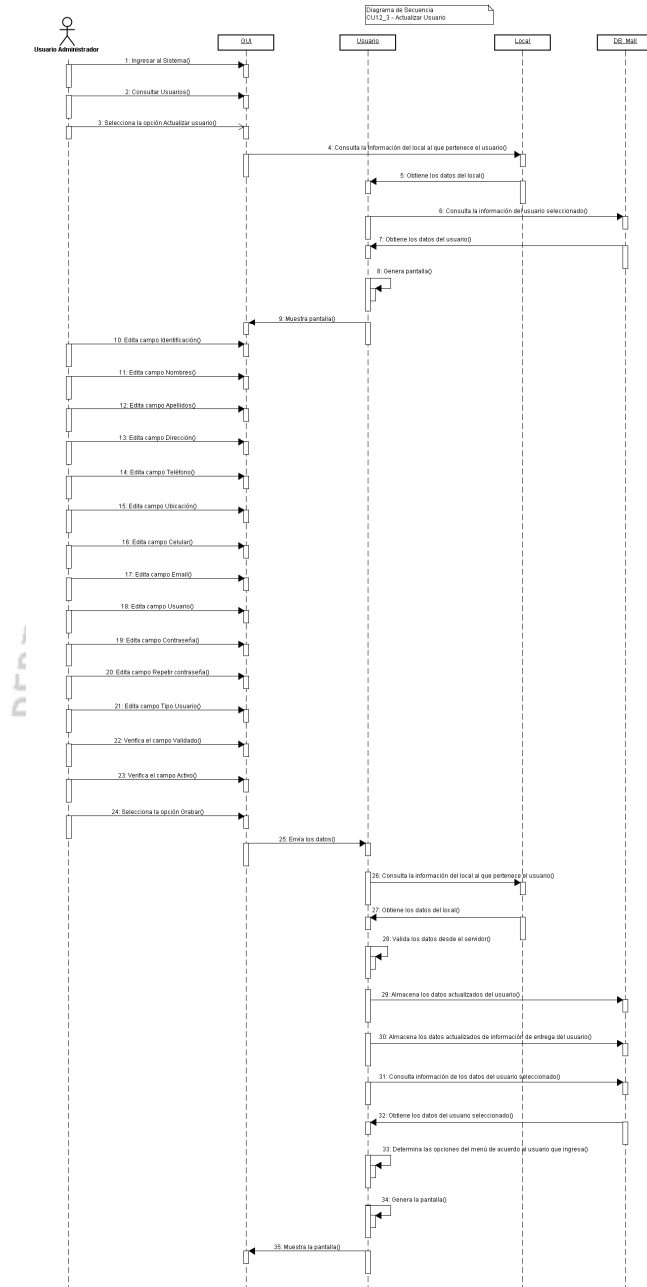 Diagrama de Secuencia
CU12_3 - Actualizar Usuario
Usuario Administrador
GUI
Usuario
Local
DB_Mall
1: Ingresar al Sistema()
2: Consultar Usuarios()
3: Selecciona la opción Actualizar usuario()
4: Consulta la información del local al que pertenece el usuario()
5: Obtiene los datos del local()
6: Consulta la información del usuario seleccionado()
7: Obtiene los datos del usuario()
8: Genera pantalla()
9: Muestra pantalla()
10: Edita campo Identificación()
11: Edita campo Nombres()
12: Edita campo Apellidos()
13: Edita campo Dirección()
14: Edita campo Teléfono()
15: Edita campo Ubicación()
16: Edita campo Celular()
17: Edita campo Email()
18: Edita campo Usuario()
19: Edita campo Contraseña()
20: Edita campo Repetir contraseña()
21: Edita campo Tipo Usuario()
22: Verifica el campo Validado()
23: Verifica el campo Activo()
24: Selecciona la opción Grabar()
25: Envía los datos()
26: Consulta la información del local al que pertenece el usuario()
27: Obtiene los datos del local()
28: Valida los datos desde el servidor()
29: Almacena los datos actualizados del usuario()
30: Almacena los datos actualizados de información de entrega del usuario()
31: Consulta información de los datos del usuario seleccionado()
32: Obtiene los datos del usuario seleccionado()
33: Determina las opciones del menú de acuerdo al usuario que ingresa()
34: Genera la pantalla()
35: Muestra la pantalla()